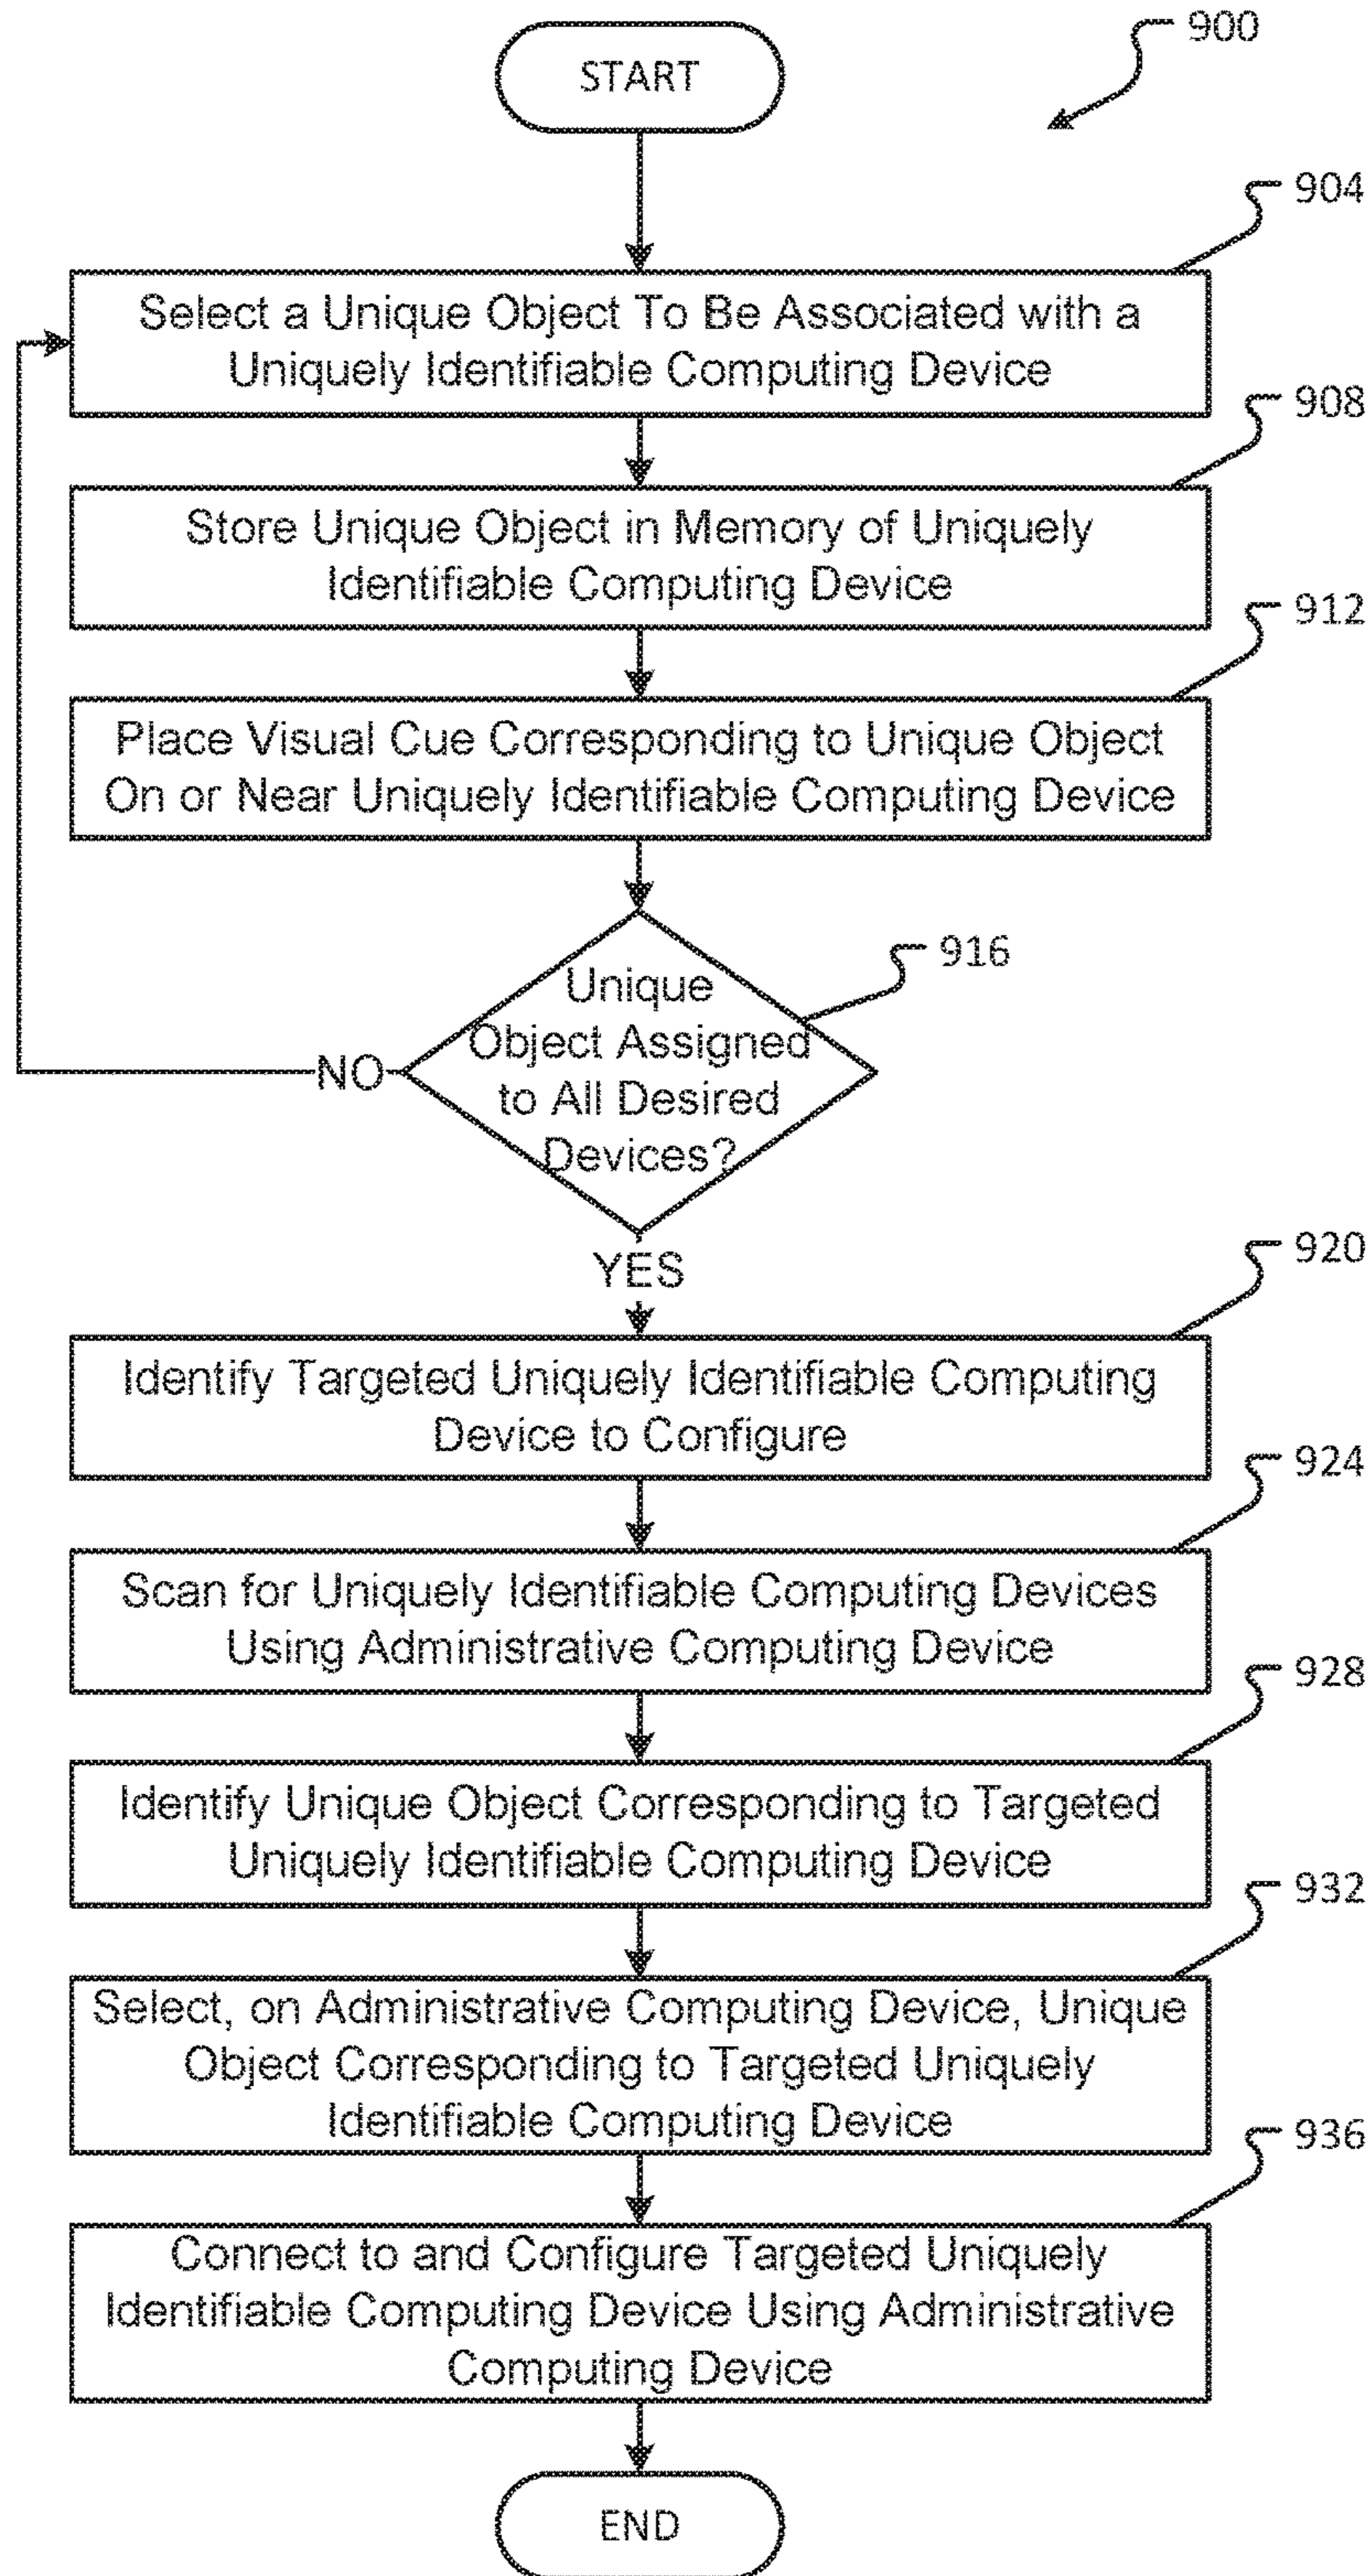 900
START
904
Select a Unique Object To Be Associated with a
Uniquely Identifiable Computing Device
908
Store Unique Object in Memory of Uniquely
Identifiable Computing Device
912
Place Visual Cue Corresponding to Unique Object
On or Near Uniquely Identifiable Computing Device
916
Unique
Object Assigned
to All Desired
Devices?
NO
YES
920
Identify Targeted Uniquely Identifiable Computing
Device to Configure
924
Scan for Uniquely Identifiable Computing Devices
Using Administrative Computing Device
928
Identify Unique Object Corresponding to Targeted
Uniquely Identifiable Computing Device
932
Select, on Administrative Computing Device, Unique
Object Corresponding to Targeted Uniquely
Identifiable Computing Device
936
Connect to and Configure Targeted Uniquely
Identifiable Computing Device Using Administrative
Computing Device
END